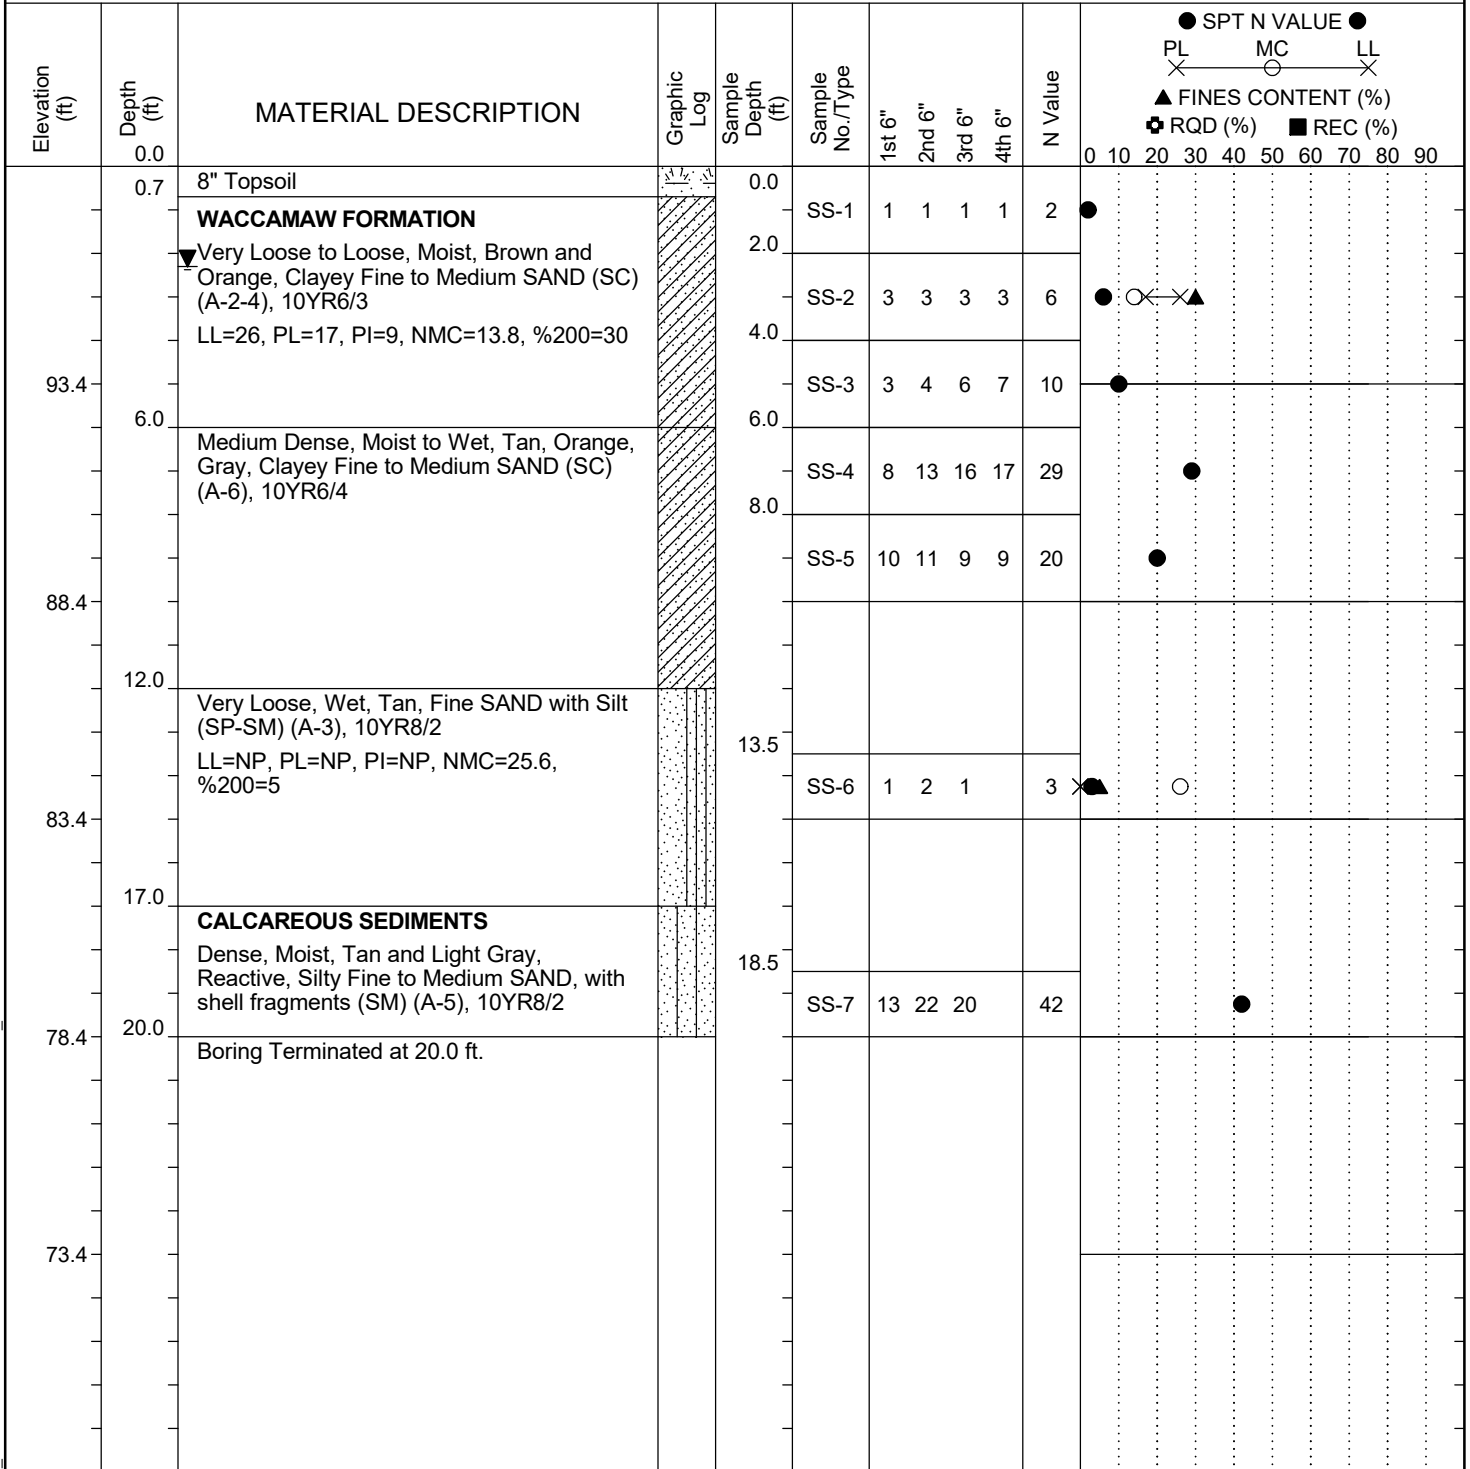 ● SPT N VALUE ●
PL MC LL
▲ FINES CONTENT (%)
RQD (%) ■ REC (%)
0 10 20 30 40 50 60 70 80 90
Elevation (ft)
Depth (ft)
0.0
MATERIAL DESCRIPTION
Graphic Log
Sample Depth (ft)
Sample No./Type
1st 6"
2nd 6"
3rd 6"
4th 6"
N Value
0.7
8" Topsoil
0.0
WACCAMAW FORMATION
SS-1 1 1 1 1 2
2.0
Very Loose to Loose, Moist, Brown and
Orange, Clayey Fine to Medium SAND (SC)
(A-2-4), 10YR6/3
SS-2 3 3 3 3 6
LL=26, PL=17, PI=9, NMC=13.8, %200=30
4.0
93.4
SS-3 3 4 6 7 10
6.0
6.0
Medium Dense, Moist to Wet, Tan, Orange,
Gray, Clayey Fine to Medium SAND (SC)
(A-6), 10YR6/4
SS-4 8 13 16 17 29
8.0
SS-5 10 11 9 9 20
88.4
12.0
Very Loose, Wet, Tan, Fine SAND with Silt
(SP-SM) (A-3), 10YR8/2
13.5
LL=NP, PL=NP, PI=NP, NMC=25.6,
%200=5
SS-6 1 2 1 3
83.4
17.0
CALCAREOUS SEDIMENTS
Dense, Moist, Tan and Light Gray,
Reactive, Silty Fine to Medium SAND, with
shell fragments (SM) (A-5), 10YR8/2
18.5
SS-7 13 22 20 42
20.0
78.4
Boring Terminated at 20.0 ft.
73.4